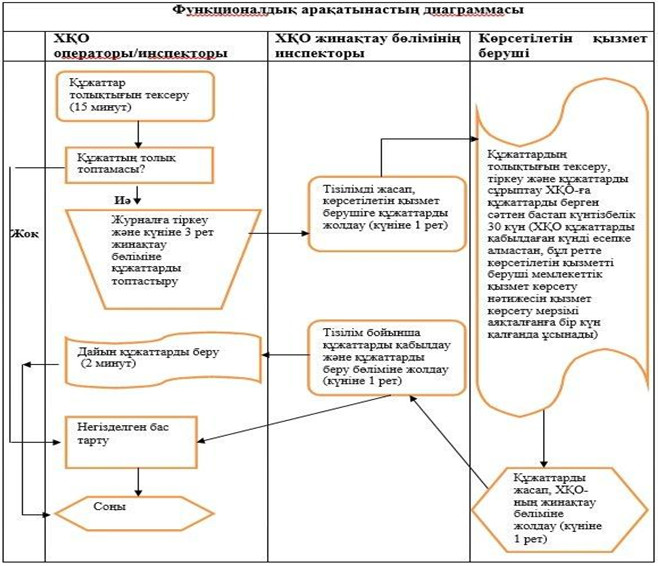 Функционалдық арақатынастың диаграммасы
ХҚО
операторы/инспекторы
ХҚО жинақтау бөлімінің
инспекторы
Көрсетілетін қызмет
беруші
Құжаттар
толықтығын тексеру
(15 минут)
Құжаттың толық
топтамасы?
Иә
Жоқ
Журналға тіркеу
және күніне 3 рет
жинақтау
бөліміне
құжаттарды
топтастыру
Тізілімді жасап,
көрсетілетін қызмет
берушіге құжаттарды
жолдау (күніне 1 рет)
Құжаттардың
толықтығын тексеру,
тіркеу және құжаттарды
сұрыптау ХҚО-ға
құжаттарды берген
сәттен бастап күнтізбелік
30 күн (ХҚО құжаттарды
қабылдаған күнді есепке
алмастан, бұл ретте
көрсетілетін қызметті
беруші мемлекеттік
қызмет көрсету
нәтижесін қызмет
көрсету мерзімі
аяқталғанға бір күн
қалғанда ұсынады)
Дайын құжаттарды беру
(2 минут)
Тізілім бойынша
құжаттарды қабылдау
және құжаттарды
беру бөліміне жолдау
(күніне 1 рет)
Негізделген бас
тарту
Соңы
Құжаттарды
жасап, ХҚО-
ның жинақтау
бөліміне
жолдау (күніне
1 рет)